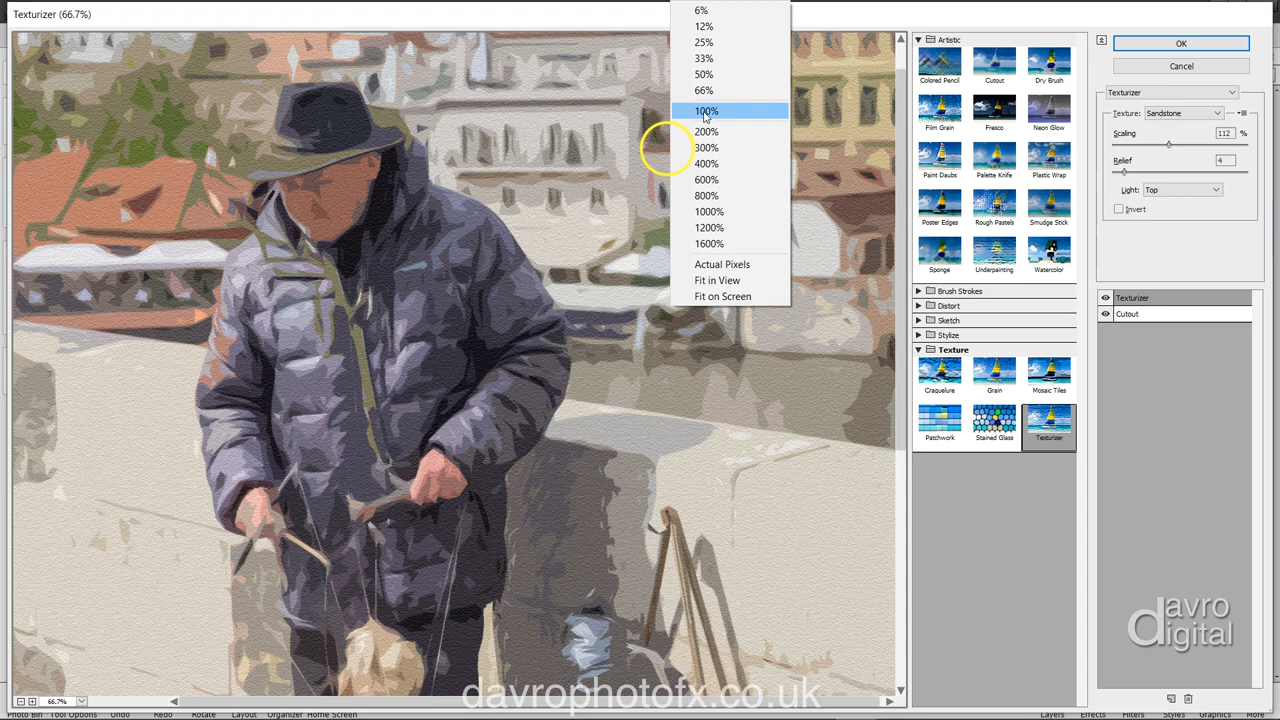 Texturizer (66.7%)
6%
12%
25%
33%
50%
66%
100%
200%
300%
400%
600%
800%
1000%
1200%
1600%
Actual Pixels
Fit in View
Fit on Screen
Artistic
Colored Pencil
Cutout
Dry Brush
Film Grain
Fresco
Neon Glow
Paint Daubs
Palette Knife
Plastic Wrap
Poster Edges
Rough Pastels
Smudge Stick
Sponge
Underpainting
Watercolor
Brush Strokes
Distort
Sketch
Stylize
Texture
Craquelure
Grain
Mosaic Tiles
Patchwork
Stained Glass
Texturizer
OK
Cancel
Texturizer
Texture: Sandstone
Scaling 112 %
Relief 4
Light: Top
Invert
Texturizer
Cutout
davro
digital
davrophotofx.co.uk
66.7%
Photo Bin Tool Options Undo Redo Rotate Layout Organizer Home Screen Layers Effects Filters Styles Graphics More